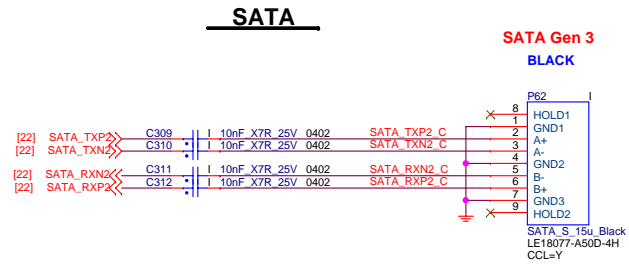 SATA
SATA Gen 3
BLACK
P62 I
8 HOLD1
1 GND1
[22] SATA_TXP2 C309 I 10nF_X7R_25V 0402 SATA_TXP2_C 2 A+
[22] SATA_TXN2 C310 I 10nF_X7R_25V 0402 SATA_TXN2_C 3 A-
4 GND2
[22] SATA_RXN2 C311 I 10nF_X7R_25V 0402 SATA_RXN2_C 5 B-
[22] SATA_RXP2 C312 I 10nF_X7R_25V 0402 SATA_RXP2_C 6 B+
7 GND3
9 HOLD2
SATA_S_15u_Black
LE18077-A50D-4H
CCL=Y